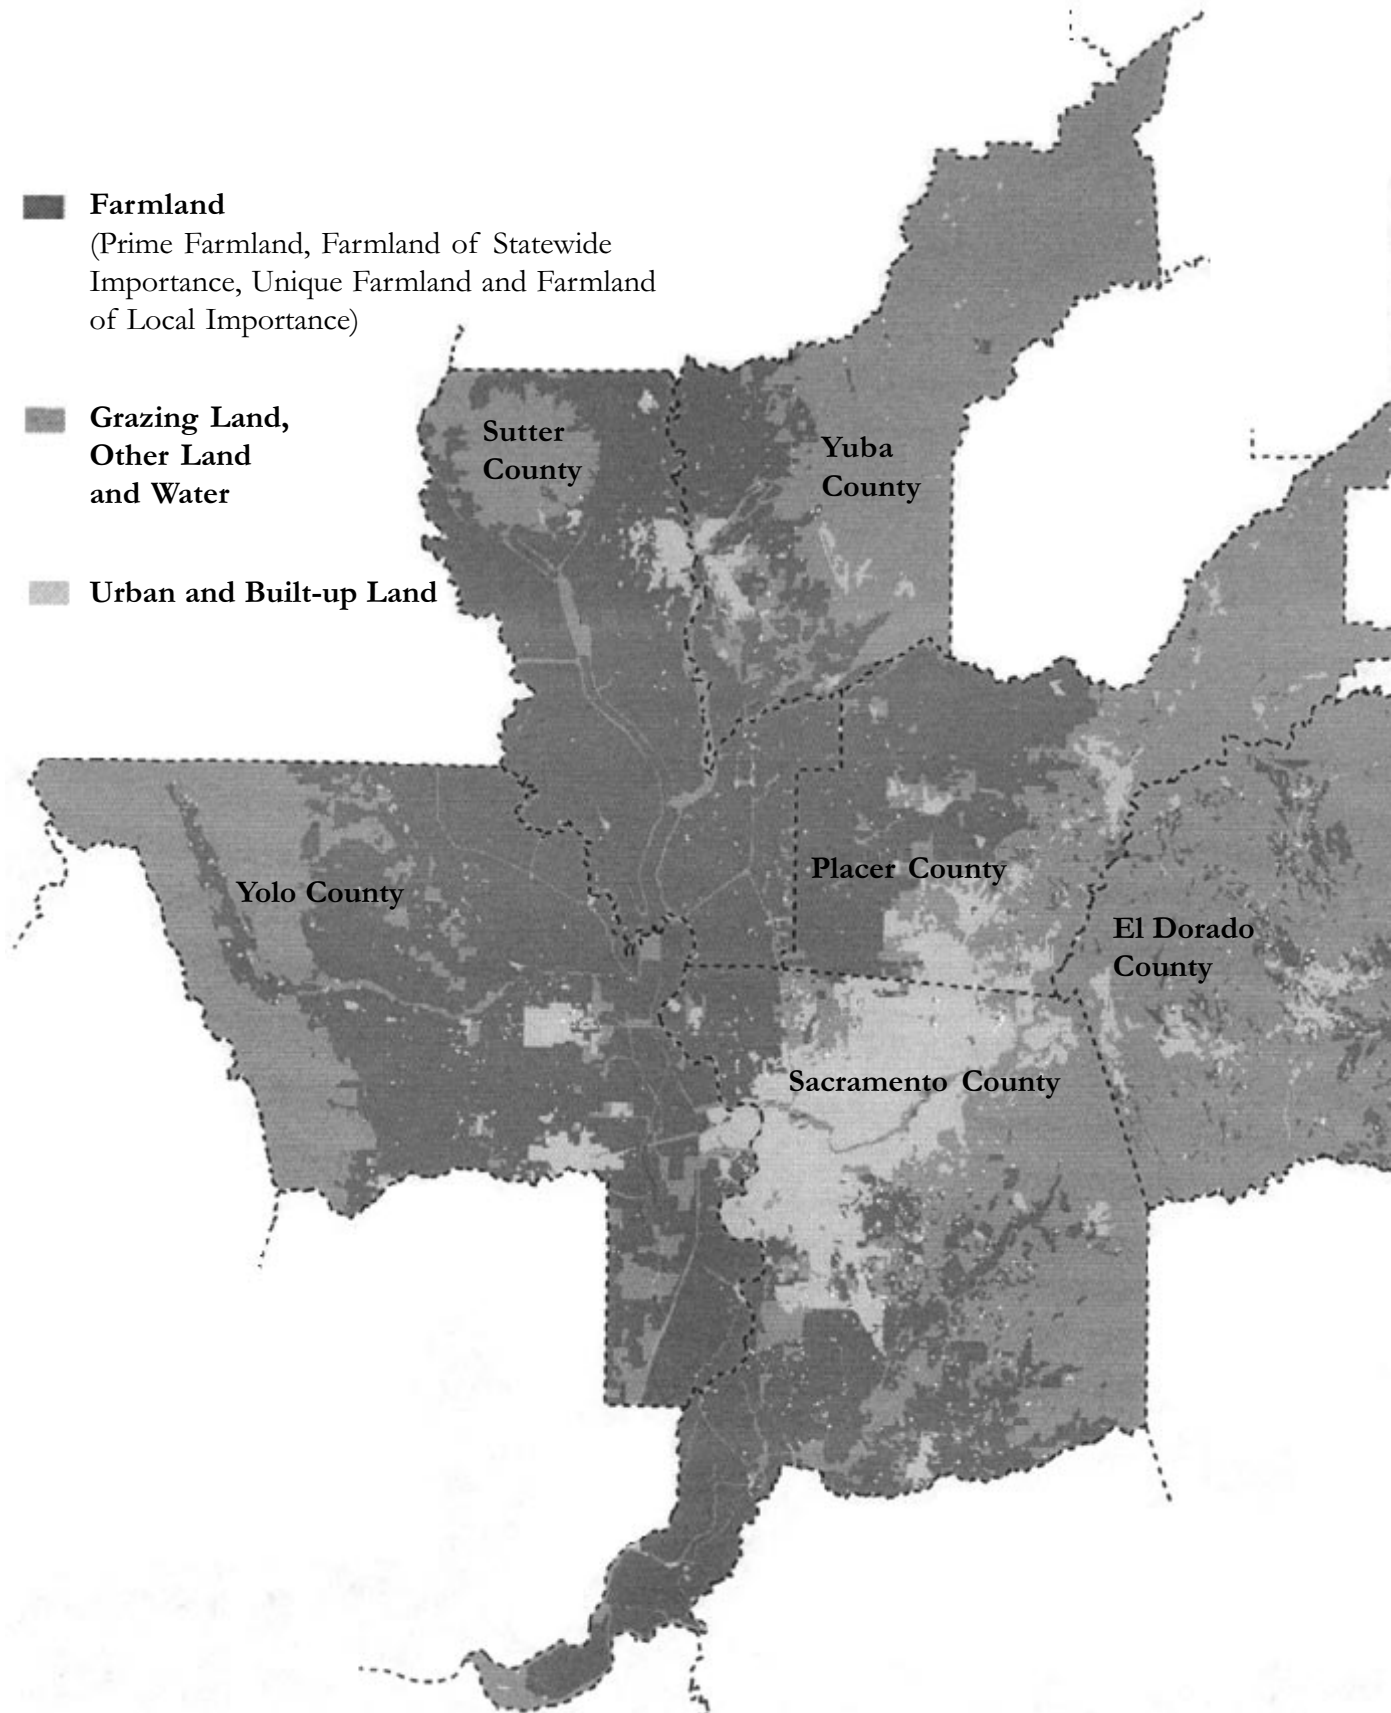 Farmland
(Prime Farmland, Farmland of Statewide
Importance, Unique Farmland and Farmland
of Local Importance)
Grazing Land,
Other Land
and Water
Urban and Built-up Land
Sutter
County
Yuba
County
Yolo County
Placer County
El Dorado
County
Sacramento County